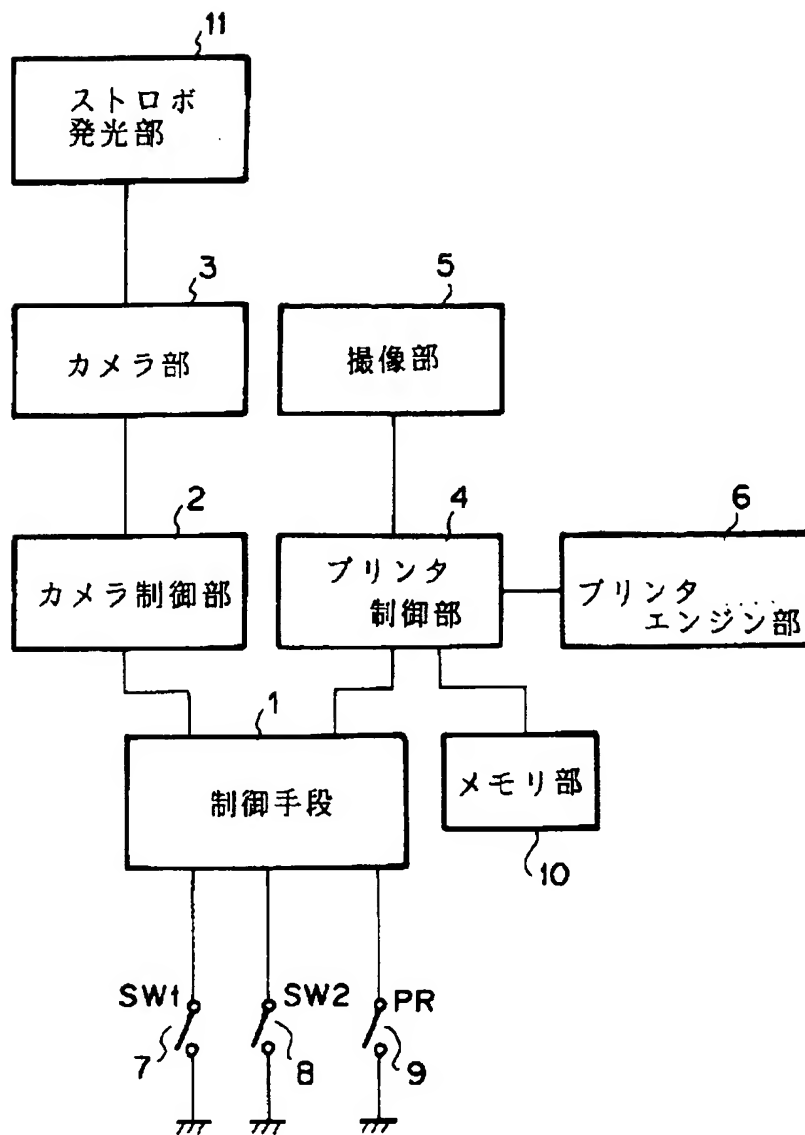 11
ストロボ
発光部
3
カメラ部
5
撮像部
2
カメラ制御部
4
プリンタ
制御部
6
プリンタ
エンジン部
1
制御手段
メモリ部
10
SW1
7
SW2
8
PR
9